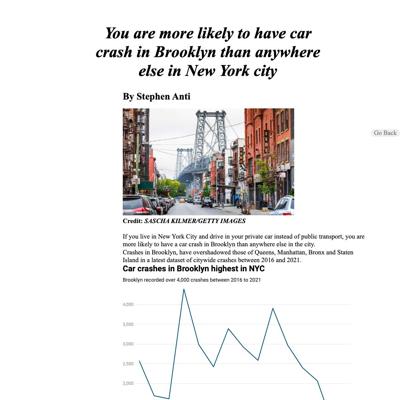 You are more likely to have car
crash in Brooklyn than anywhere
else in New York city
By Stephen Anti
Go Back
Credit: SASCHA KILMER/GETTY IMAGES
If you live in New York City and drive in your private car instead of public transport, you are
more likely to have a car crash in Brooklyn than anywhere else in the city.
Crashes in Brooklyn, have overshadowed those of Queens, Manhattan, Bronx and Staten
Island in a latest dataset of citywide crashes between 2016 and 2021.
Car crashes in Brooklyn highest in NYC
Brooklyn recorded over 4,000 crashes between 2016 to 2021
4,000
3,500
3,000
2,500
2,000